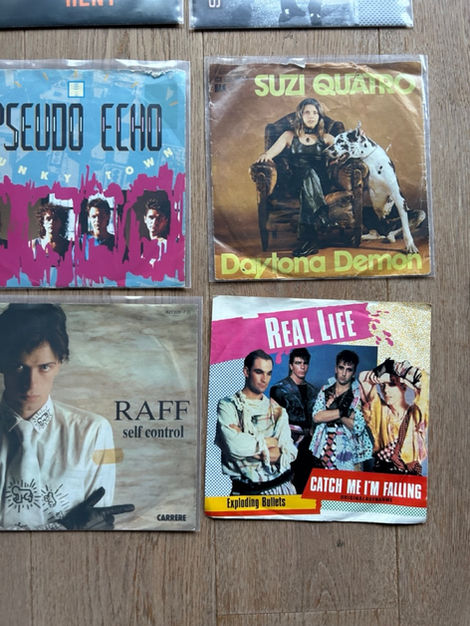 RENT
SUZI QUATRO
PSEUDO ECHO
FUNKY TOWN
Daytona Demon
REAL LIFE
RAFF
self control
CARRERE
CATCH ME I'M FALLING
Exploding Bullets